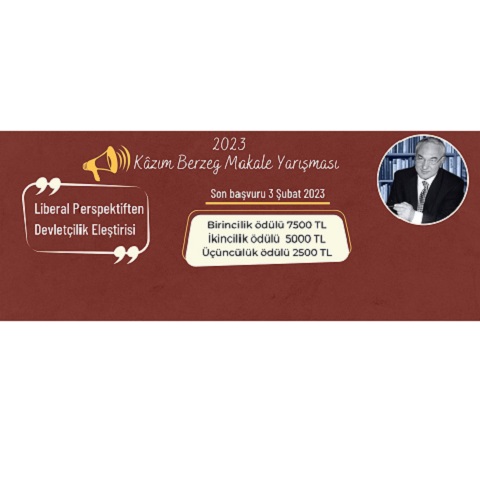 2023
Kâzım Berzeg Makale Yarışması
Son başvuru 3 Şubat 2023
Liberal Perspektiften
Devletçilik Eleştirisi
Birincilik ödülü 7500 TL
İkincilik ödülü 5000 TL
Üçüncülük ödülü 2500 TL